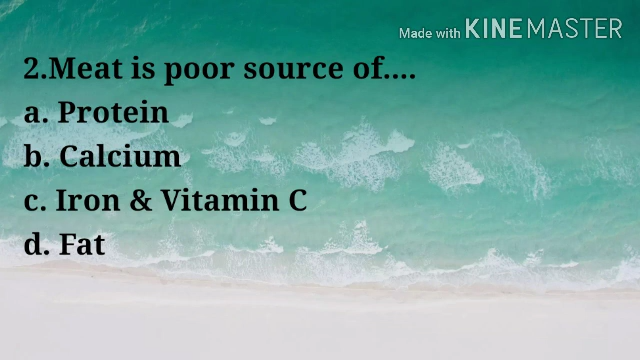 Made with KINEMASTER
2.Meat is poor source of....
a. Protein
b. Calcium
c. Iron & Vitamin C
d. Fat